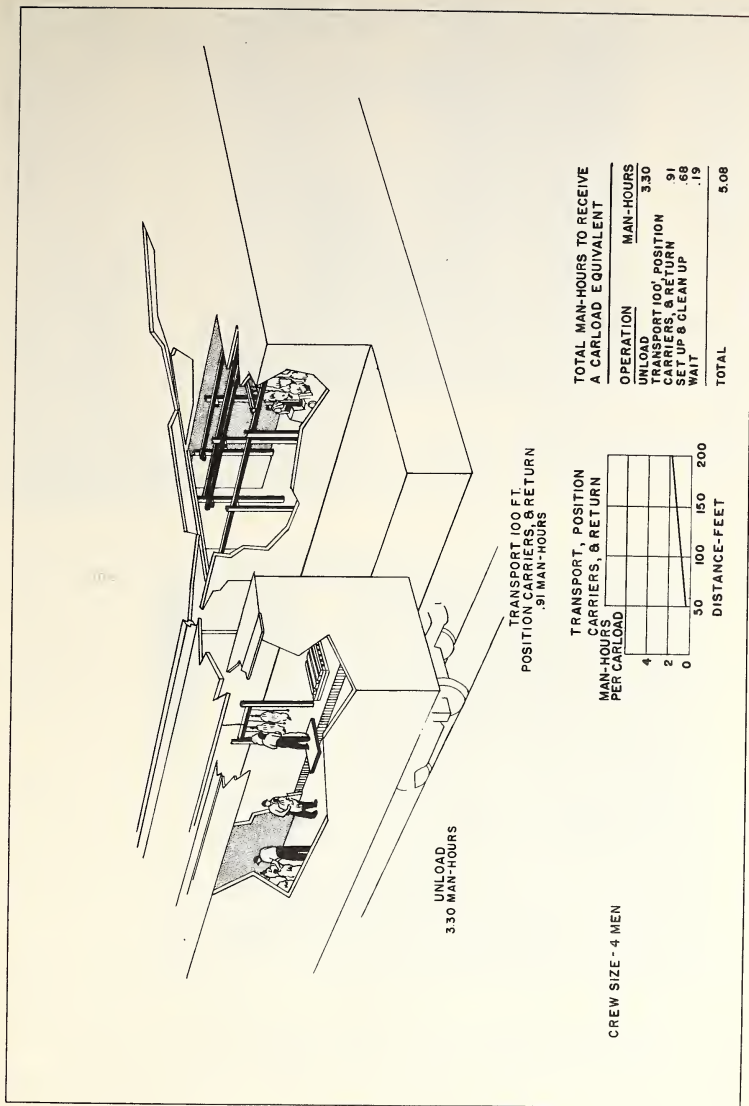 UNLOAD
3.30 MAN-HOURS
TRANSPORT 100 FT.
POSITION CARRIERS, & RETURN
.91 MAN-HOURS
CREW SIZE - 4 MEN
TRANSPORT, POSITION
CARRIERS, & RETURN
MAN-HOURS
PER CARLOAD
4
2
0
50 100 150 200
DISTANCE-FEET
TOTAL MAN-HOURS TO RECEIVE
A CARLOAD EQUIVALENT
OPERATION MAN-HOURS
UNLOAD 3.30
TRANSPORT 100', POSITION
CARRIERS, & RETURN .91
SET UP & CLEAN UP .68
WAIT .19
TOTAL 5.08